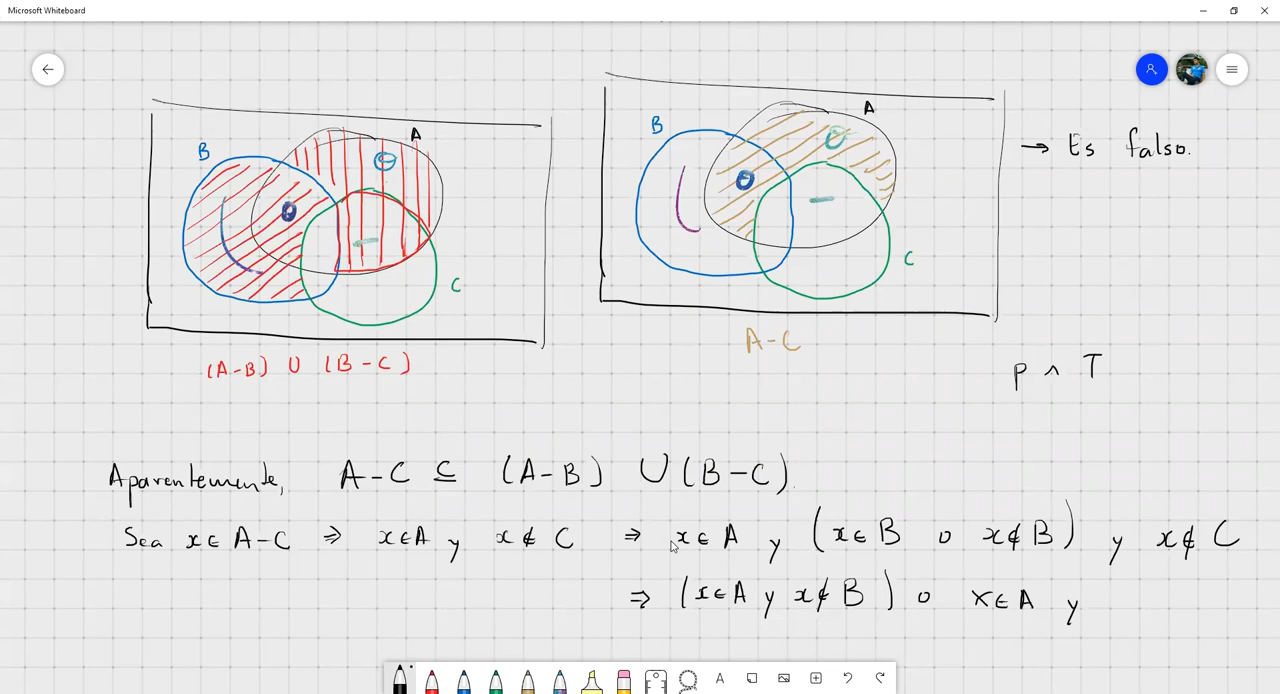 Microsoft Whiteboard
B A C
(A-B) ∪ (B-C)
B A C
A-C
→ Es falso.
p ∧ T
Aparentemente, A-C ⊆ (A-B) ∪ (B-C).
Sea x∈A-C ⇒ x∈A y x∉C ⇒ x∈A y (x∈B o x∉B) y x∉C
⇒ (x∈A y x∉B) o x∈A y